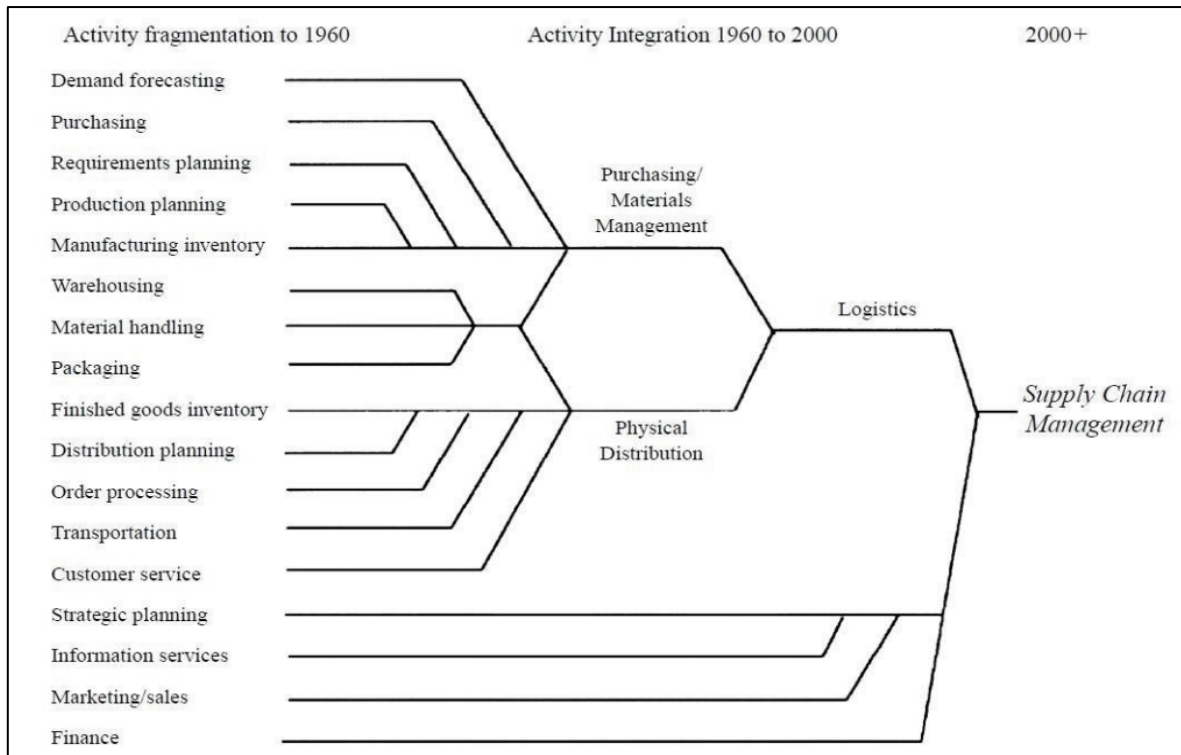 Activity fragmentation to 1960
Activity Integration 1960 to 2000
2000+
Demand forecasting
Purchasing
Requirements planning
Production planning
Manufacturing inventory
Warehousing
Material handling
Packaging
Finished goods inventory
Distribution planning
Order processing
Transportation
Customer service
Strategic planning
Information services
Marketing/sales
Finance
Purchasing/
Materials
Management
Physical
Distribution
Logistics
Supply Chain
Management